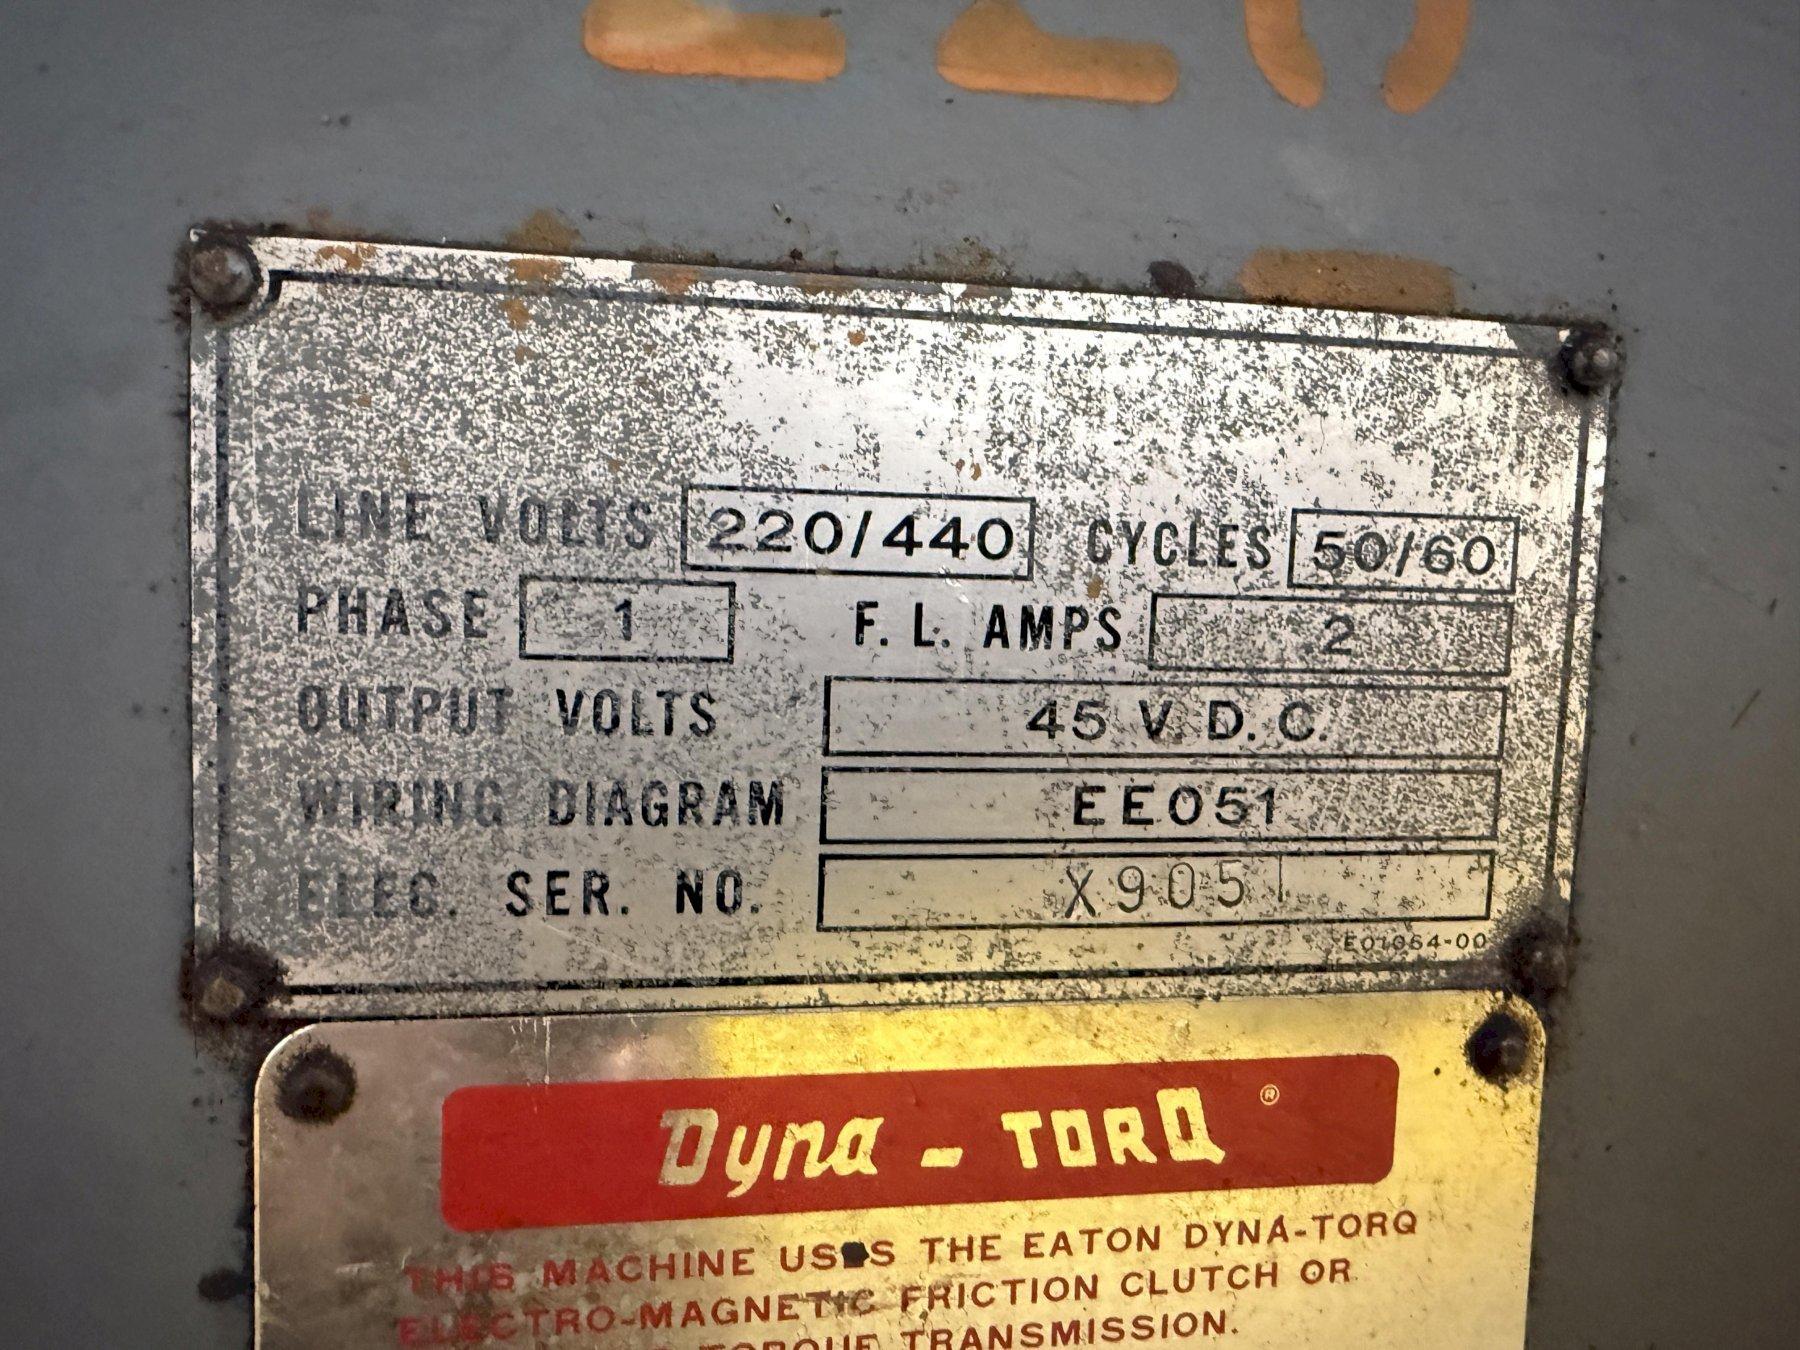 220
LINE VOLTS 220/440 CYCLES 50/60
PHASE 1 F. L. AMPS 2
OUTPUT VOLTS 45 V. D. C.
WIRING DIAGRAM EE051
ELEC. SER. NO. X9051
E01064-00
Dyna-TORQ ®
THIS MACHINE USES THE EATON DYNA-TORQ
ELECTRO-MAGNETIC FRICTION CLUTCH OR
TORQUE TRANSMISSION.